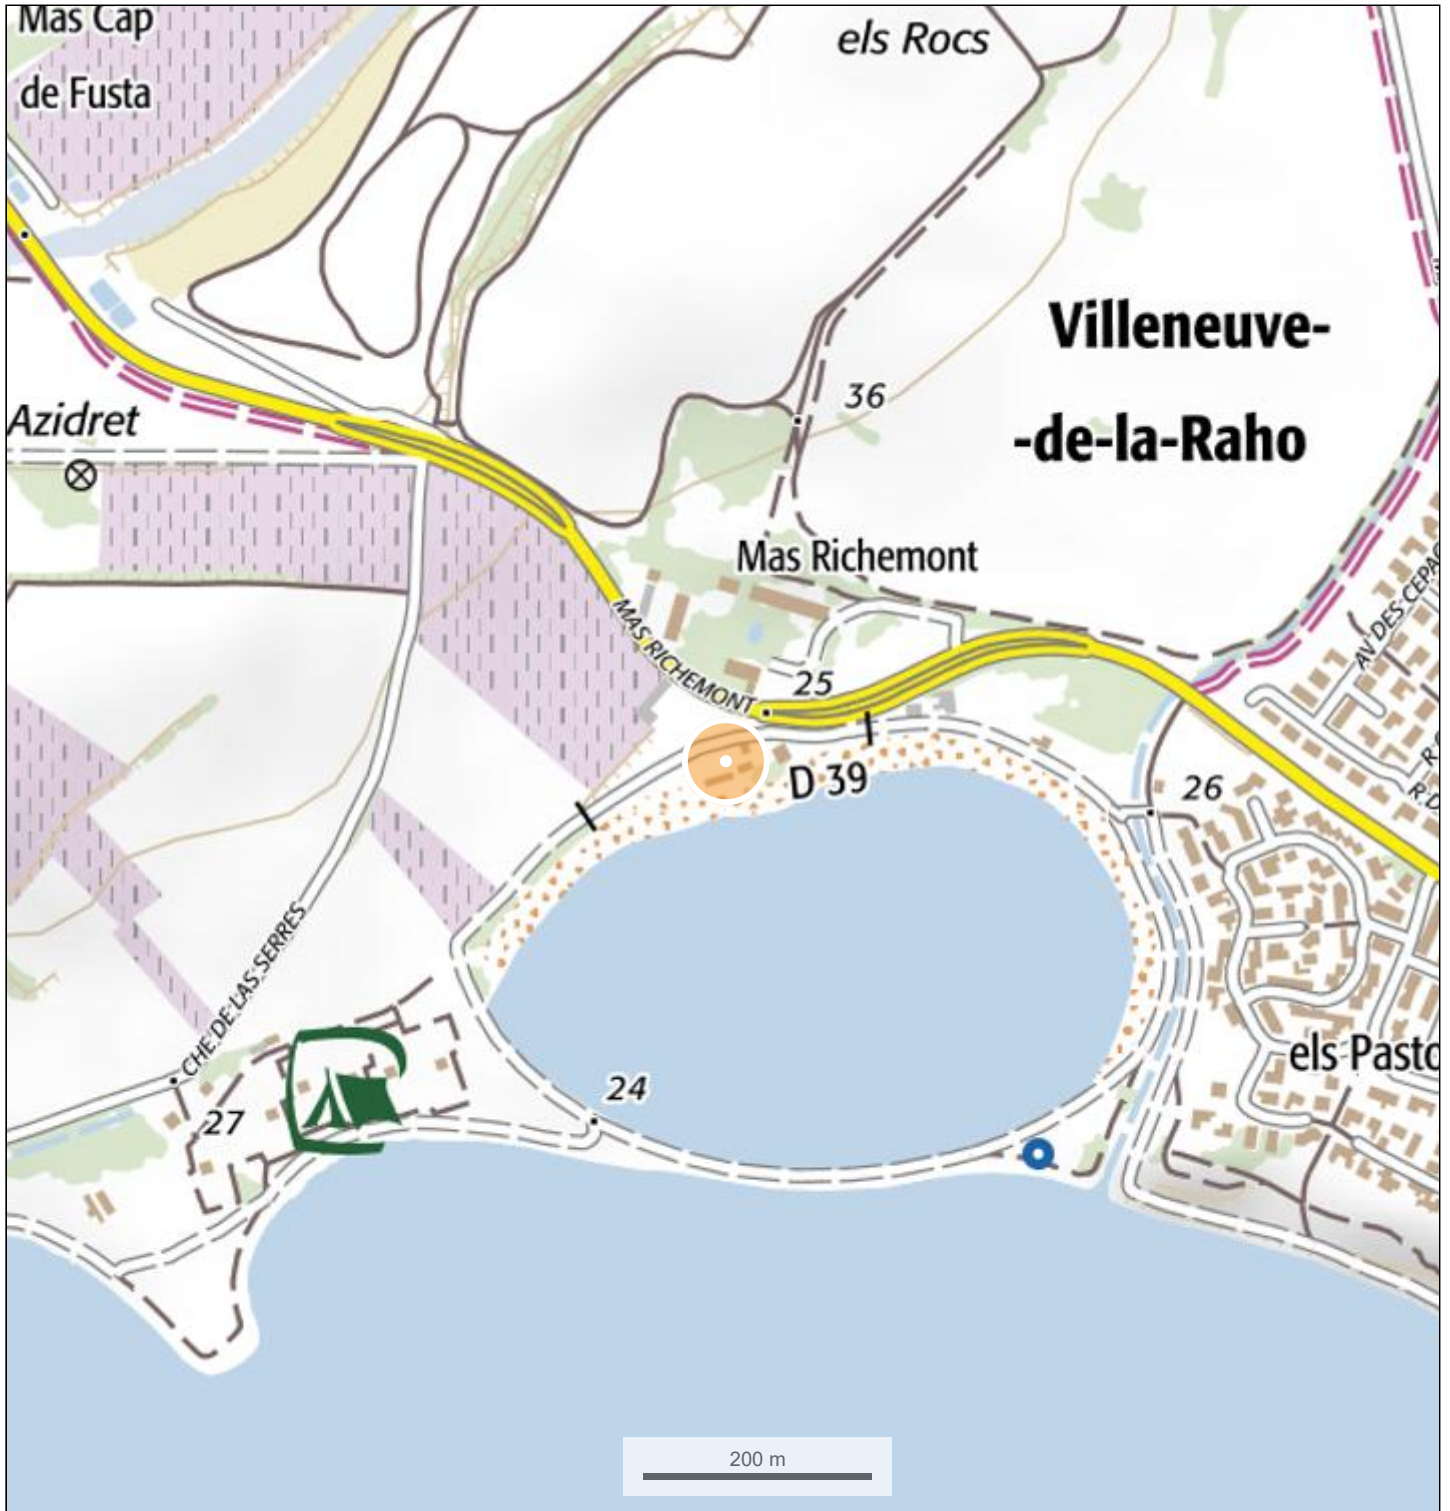 Mas Cap
de Fusta
els Rocs
Villeneuve-
-de-la-Raho
36
Azidret
Mas Richemont
MAS RICHEMONT
25
D 39
26
AV DES CEPAG
R D
CHE DE LAS SERRES
24
27
els Pasto
200 m